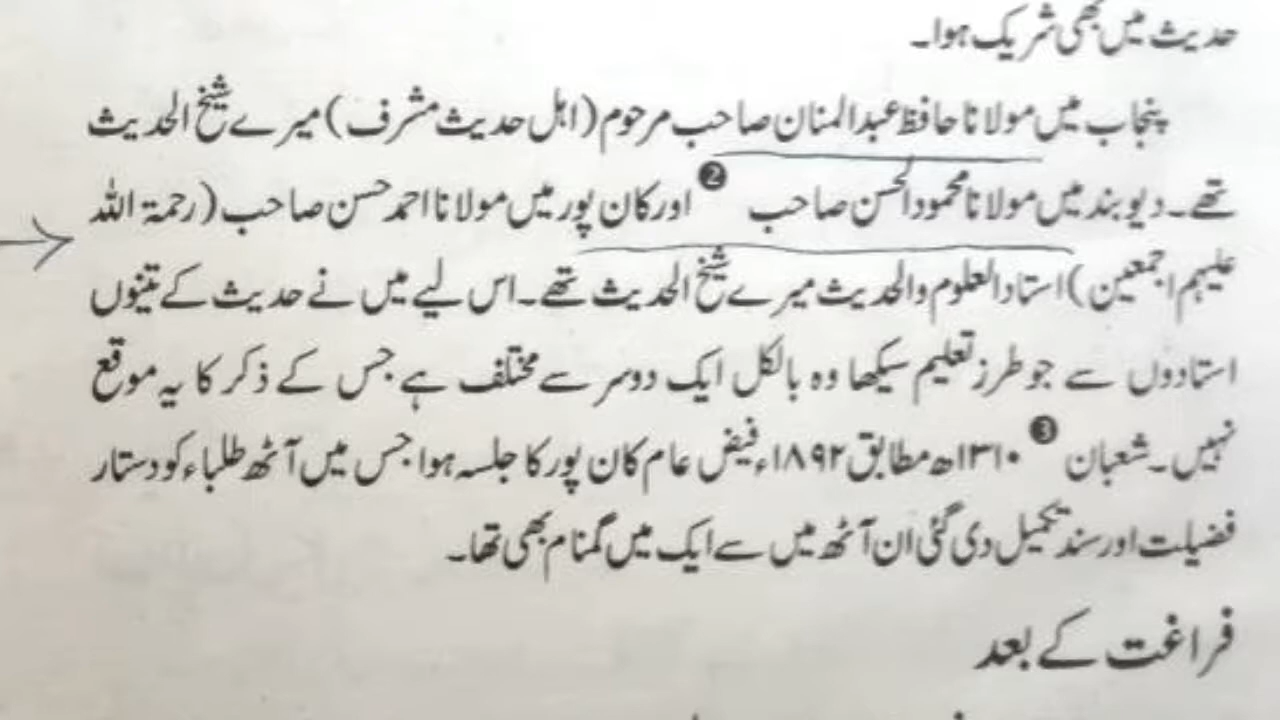 حدیث میں بھی شریک ہوا۔
پنجاب میں مولانا حافظ عبدالمنان صاحب مرحوم (اہل حدیث مشرف) میرے شیخ الحدیث
تھے۔ دیوبند میں مولانا محمود الحسن صاحب ❷ اور کان پور میں مولانا احمد حسن صاحب (رحمۃ اللہ
علیہم اجمعین) استاد العلوم والحدیث میرے شیخ الحدیث تھے۔ اس لیے میں نے حدیث کے تینوں
استادوں سے جو طرز تعلیم سیکھا وہ بالکل ایک دوسرے سے مختلف ہے جس کے ذکر کا یہ موقع
نہیں۔ شعبان ❸ ۱۳۱۰ھ مطابق ۱۸۹۲ء فیض عام کان پور کا جلسہ ہوا جس میں آٹھ طلباء کو دستار
فضیلت اور سند تکمیل دی گئی ان آٹھ میں سے ایک میں گمنام بھی تھا۔
فراغت کے بعد